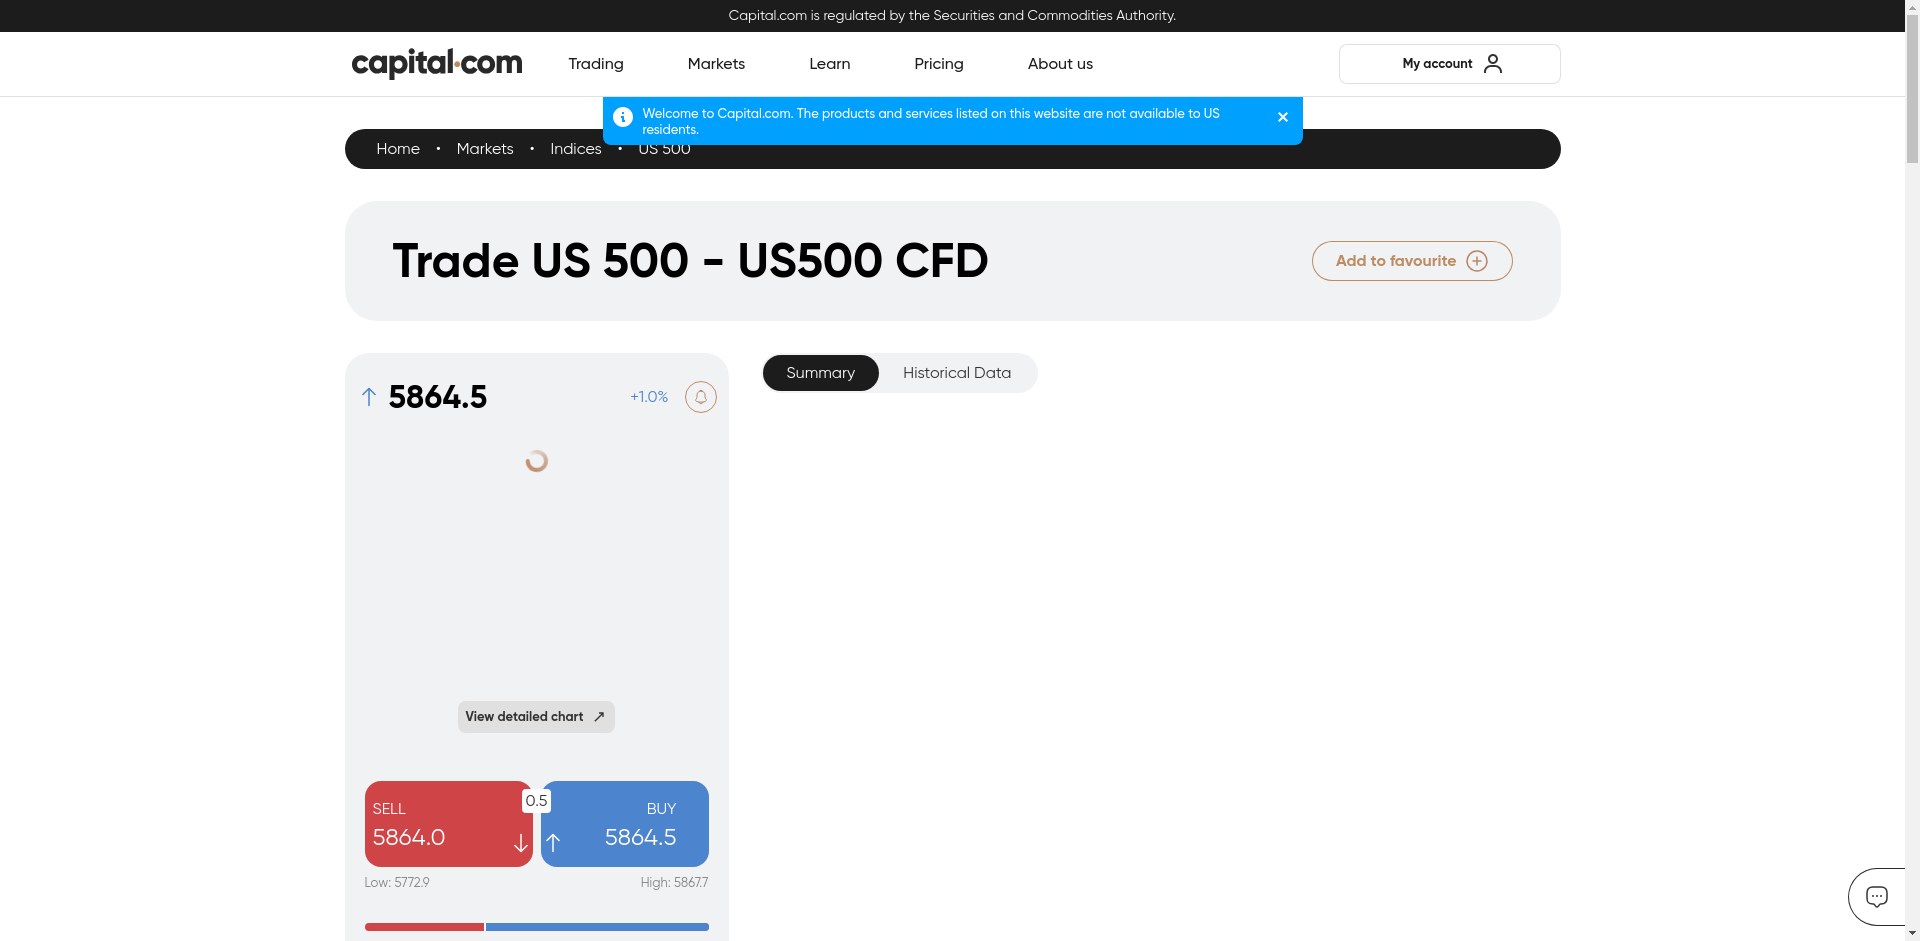 Capital.com is regulated by the Securities and Commodities Authority.
capital.com
Trading
Markets
Learn
Pricing
About us
My account
Welcome to Capital.com. The products and services listed on this website are not available to US
residents.
Home • Markets • Indices • US 500
Trade US 500 - US500 CFD
Add to favourite
5864.5
+1.0%
Summary
Historical Data
View detailed chart
SELL
5864.0
0.5
BUY
5864.5
Low: 5772.9
High: 5867.7